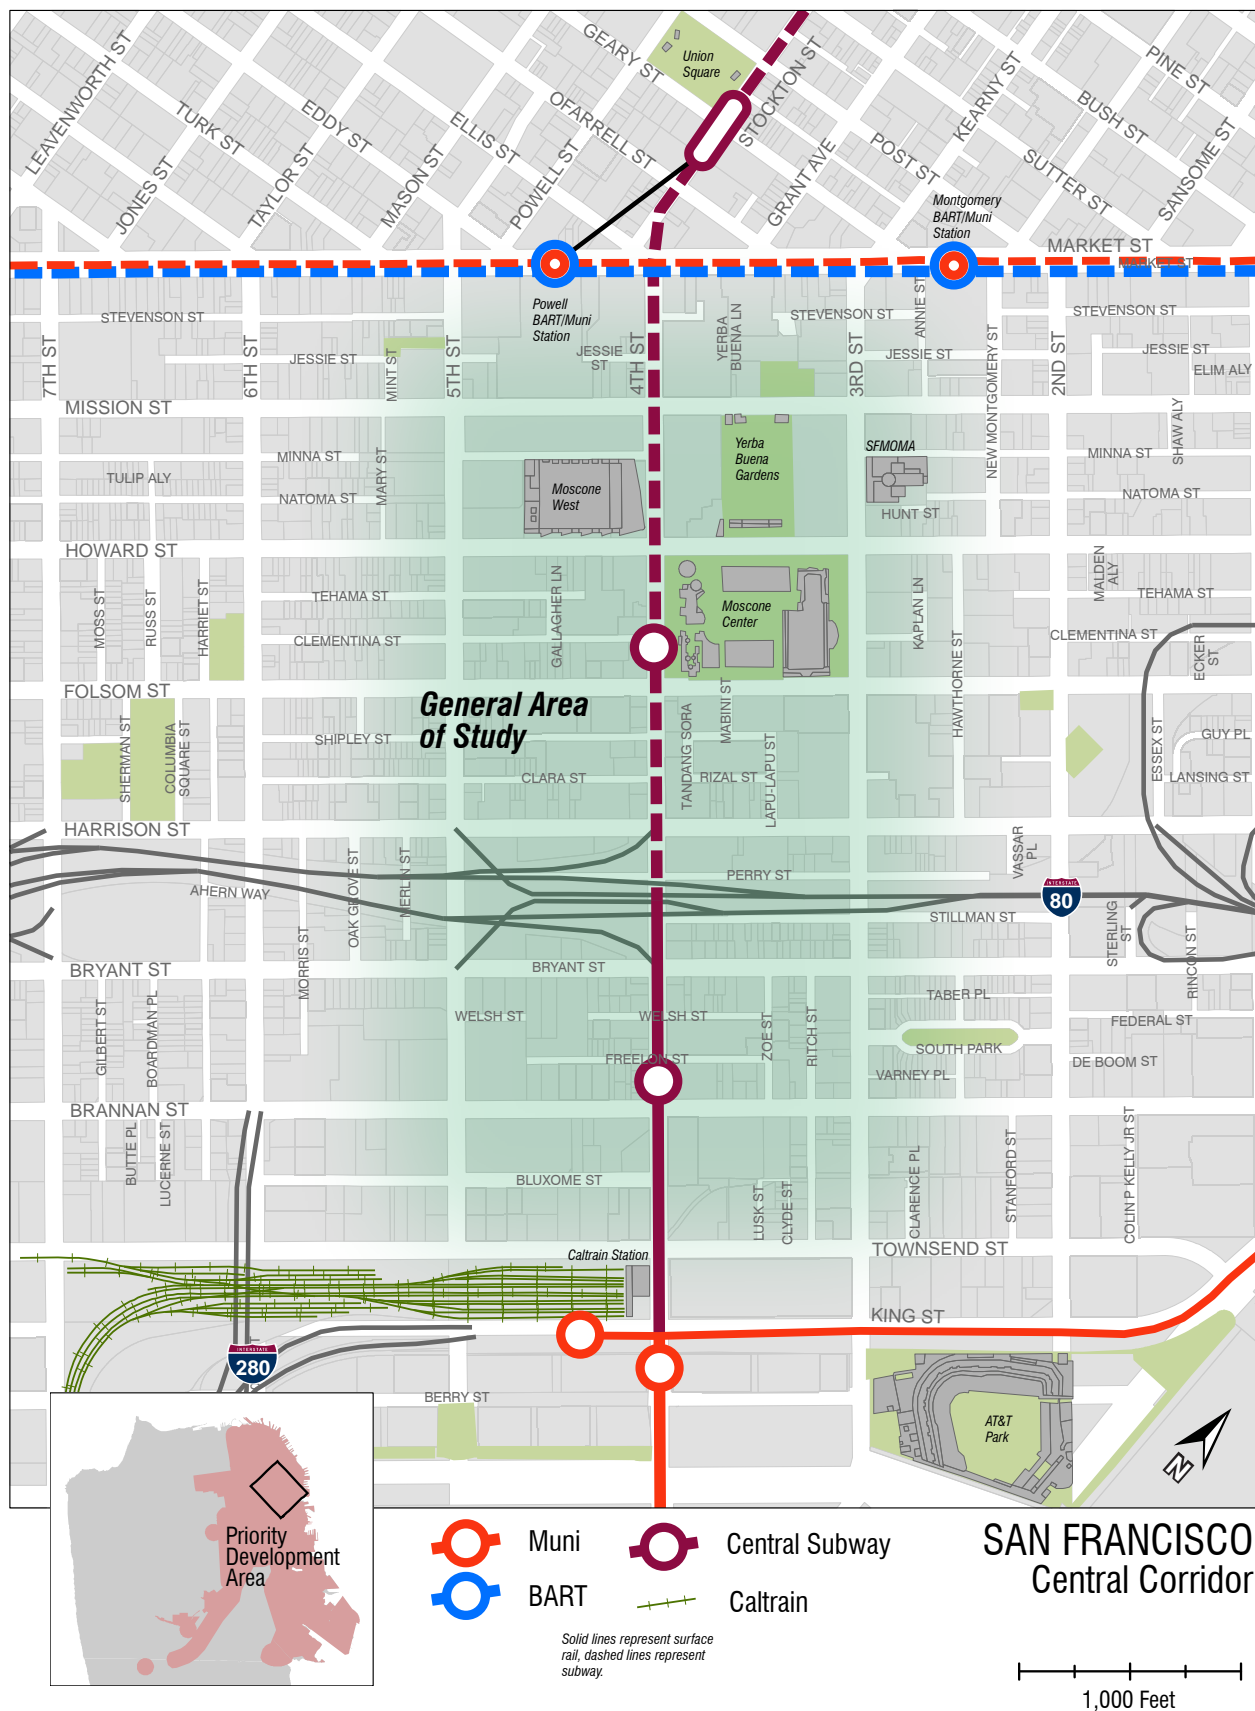 LEAVENWORTH ST
TURK ST
EDDY ST
ELLIS ST
OFARRELL ST
GEARY ST
Union
Square
STOCKTON ST
KEARNY ST
PINE ST
BUSH ST
SANSOME ST
JONES ST
TAYLOR ST
MASON ST
POWELL ST
GRANT AVE
POST ST
SUTTER ST
Montgomery
BART/Muni
Station
MARKET ST
MARKET ST
Powell
BART/Muni
Station
STEVENSON ST
STEVENSON ST
STEVENSON ST
7TH ST
6TH ST
5TH ST
4TH ST
3RD ST
2ND ST
JESSIE ST
MINT ST
JESSIE
ST
YERBA
BUENA LN
ANNIE ST
JESSIE ST
NEW MONTGOMERY ST
JESSIE ST
ELIM ALY
MISSION ST
MINNA ST
TULIP ALY
NATOMA ST
MARY ST
Moscone
West
Yerba
Buena
Gardens
SFMOMA
HUNT ST
MINNA ST
SHAW ALY
NATOMA ST
HOWARD ST
MOSS ST
RUSS ST
HARRIET ST
TEHAMA ST
CLEMENTINA ST
GALLAGHER LN
Moscone
Center
KAPLAN LN
HAWTHORNE ST
MALDEN
ALY
TEHAMA ST
CLEMENTINA ST
ECKER
ST
FOLSOM ST
General Area
of Study
SHERMAN ST
COLUMBIA
SQUARE ST
SHIPLEY ST
CLARA ST
TANDANG SORA
MABINI ST
RIZAL ST
LAPU-LAPU ST
ESSEX ST
GUY PL
LANSING ST
HARRISON ST
AHERN WAY
OAK GROVE ST
MERLIN ST
MORRIS ST
PERRY ST
VASSAR
PL
INTERSTATE
80
STILLMAN ST
STERLING
ST
RINCON ST
BRYANT ST
BRYANT ST
GILBERT ST
BOARDMAN PL
WELSH ST
WELSH ST
FREELON ST
ZOE ST
RITCH ST
TABER PL
SOUTH PARK
VARNEY PL
FEDERAL ST
DE BOOM ST
BRANNAN ST
BUTTE PL
LUCERNE ST
BLUXOME ST
LUSK ST
CLYDE ST
CLARENCE PL
STANFORD ST
COLIN P KELLY JR ST
Caltrain Station
TOWNSEND ST
KING ST
INTERSTATE
280
BERRY ST
AT&T
Park
N
Priority
Development
Area
Muni
BART
Central Subway
Caltrain
Solid lines represent surface
rail, dashed lines represent
subway.
SAN FRANCISCO
Central Corridor
1,000 Feet